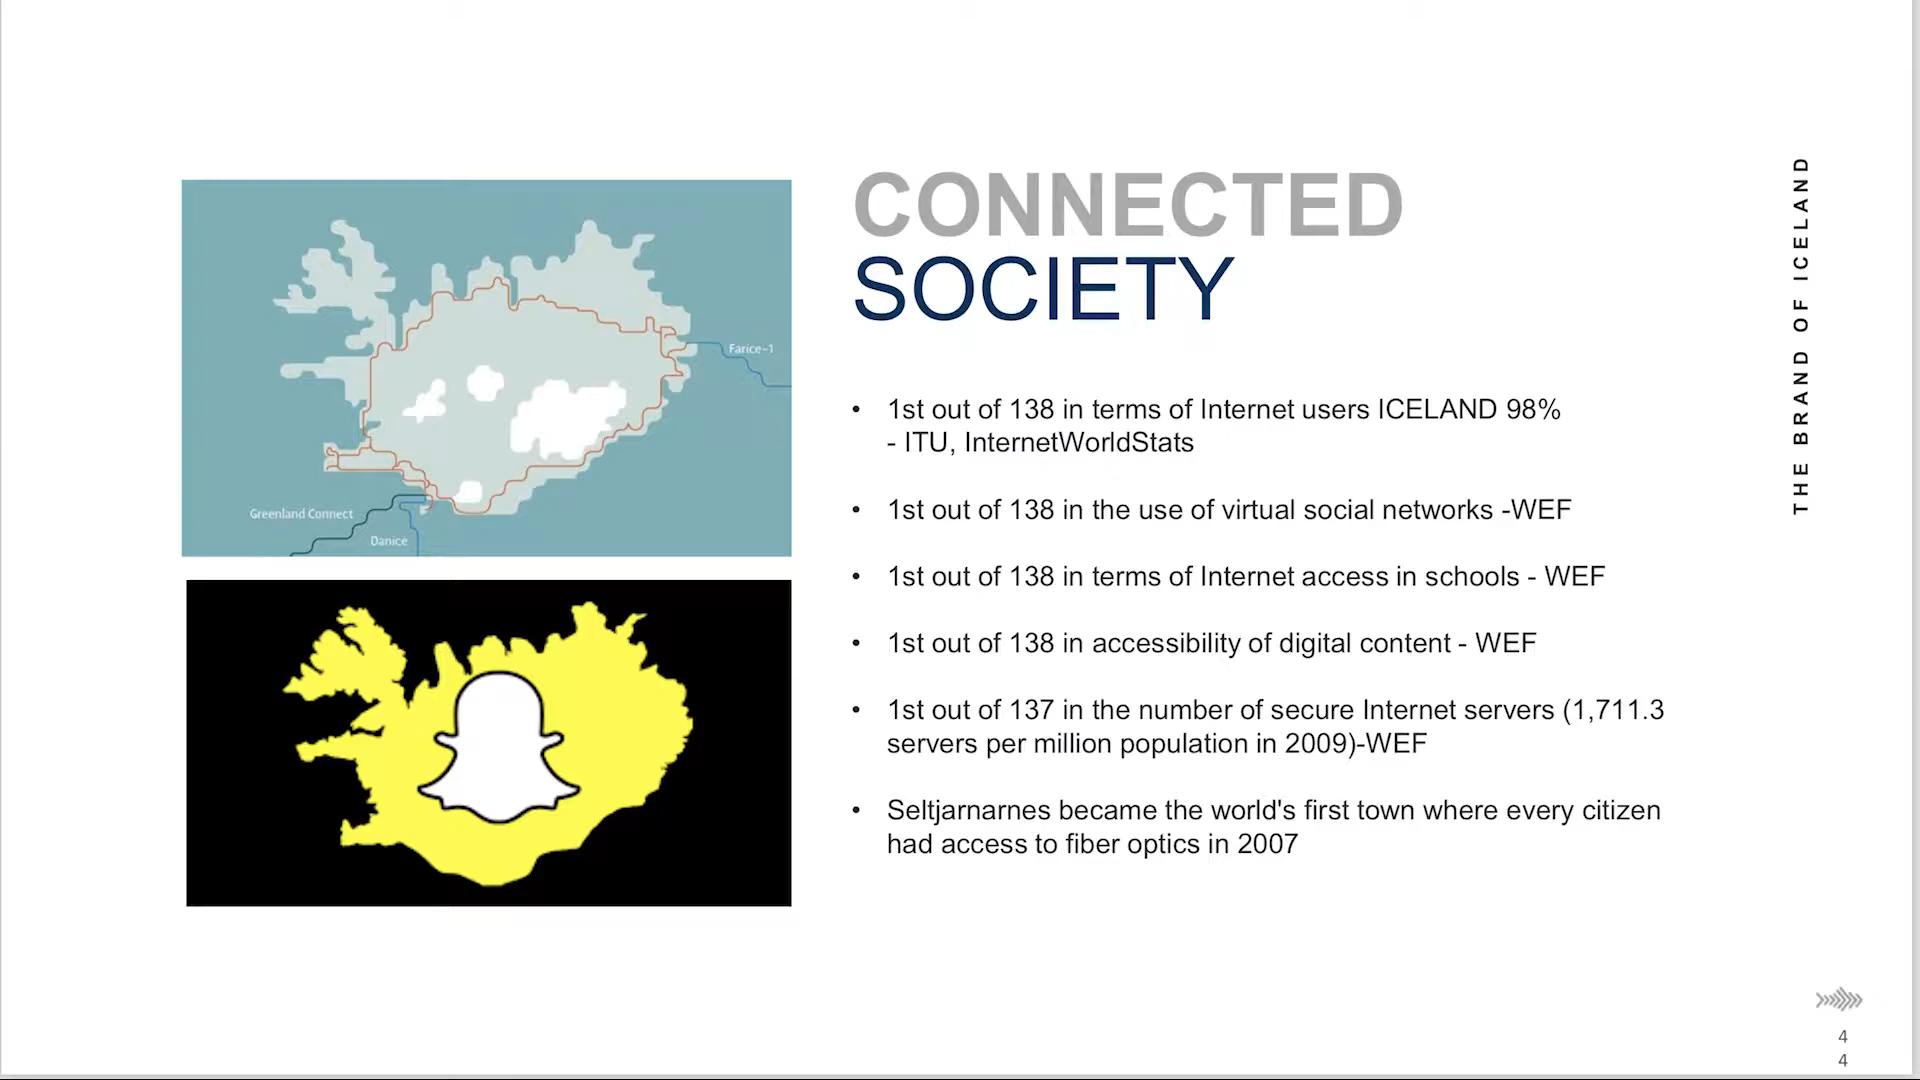 CONNECTED
SOCIETY
• 1st out of 138 in terms of Internet users ICELAND 98%
- ITU, InternetWorldStats
• 1st out of 138 in the use of virtual social networks -WEF
• 1st out of 138 in terms of Internet access in schools - WEF
• 1st out of 138 in accessibility of digital content - WEF
• 1st out of 137 in the number of secure Internet servers (1,711.3
servers per million population in 2009)-WEF
• Seltjarnarnes became the world's first town where every citizen
had access to fiber optics in 2007
Farice-1
Greenland Connect
Danice
THE BRAND OF ICELAND
4
4